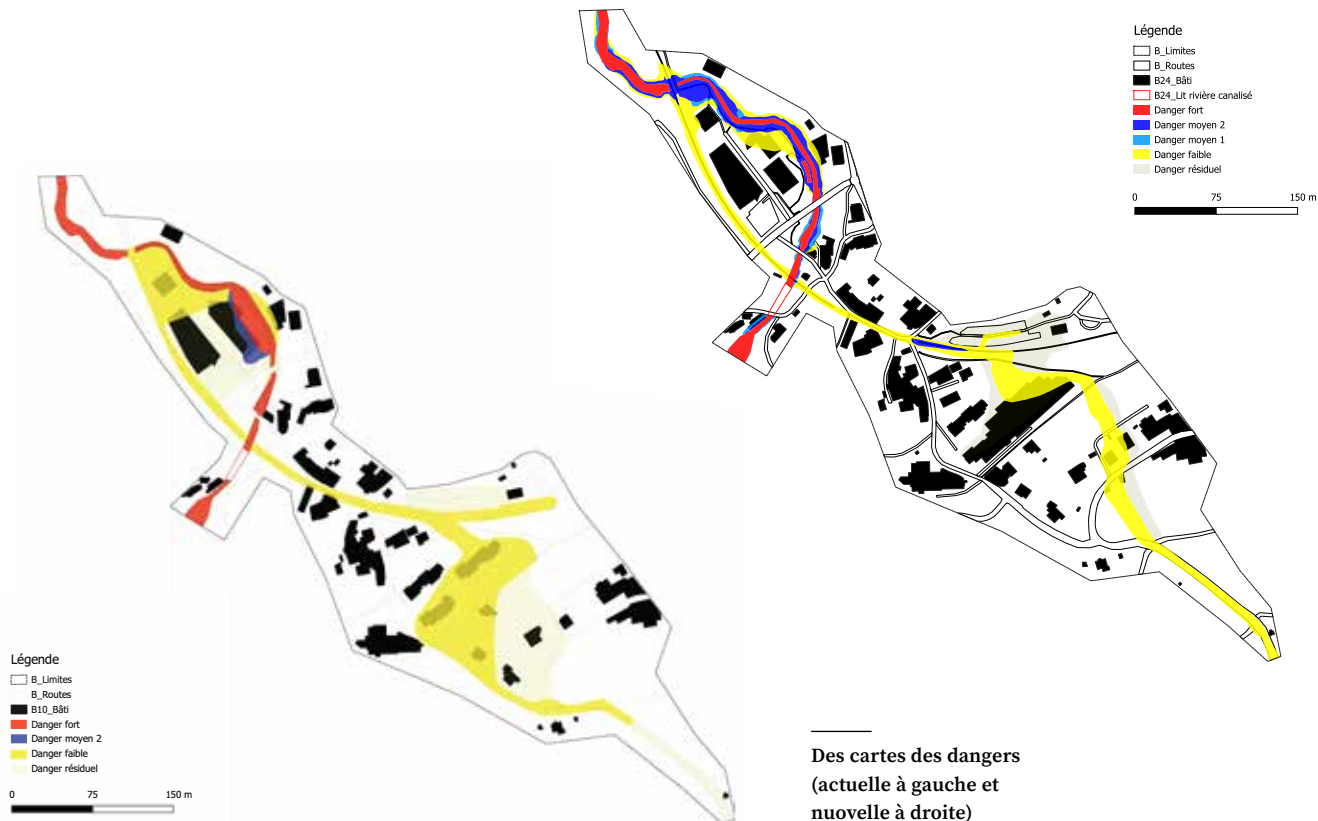 Légende
B_Limites
B_Routes
B24_Bâti
B24_Lit rivière canalisé
Danger fort
Danger moyen 2
Danger moyen 1
Danger faible
Danger résiduel
0 75 150 m
Légende
B_Limites
B_Routes
B10_Bâti
Danger fort
Danger moyen 2
Danger faible
Danger résiduel
0 75 150 m
Des cartes des dangers
(actuelle à gauche et
nuovelle à droite)